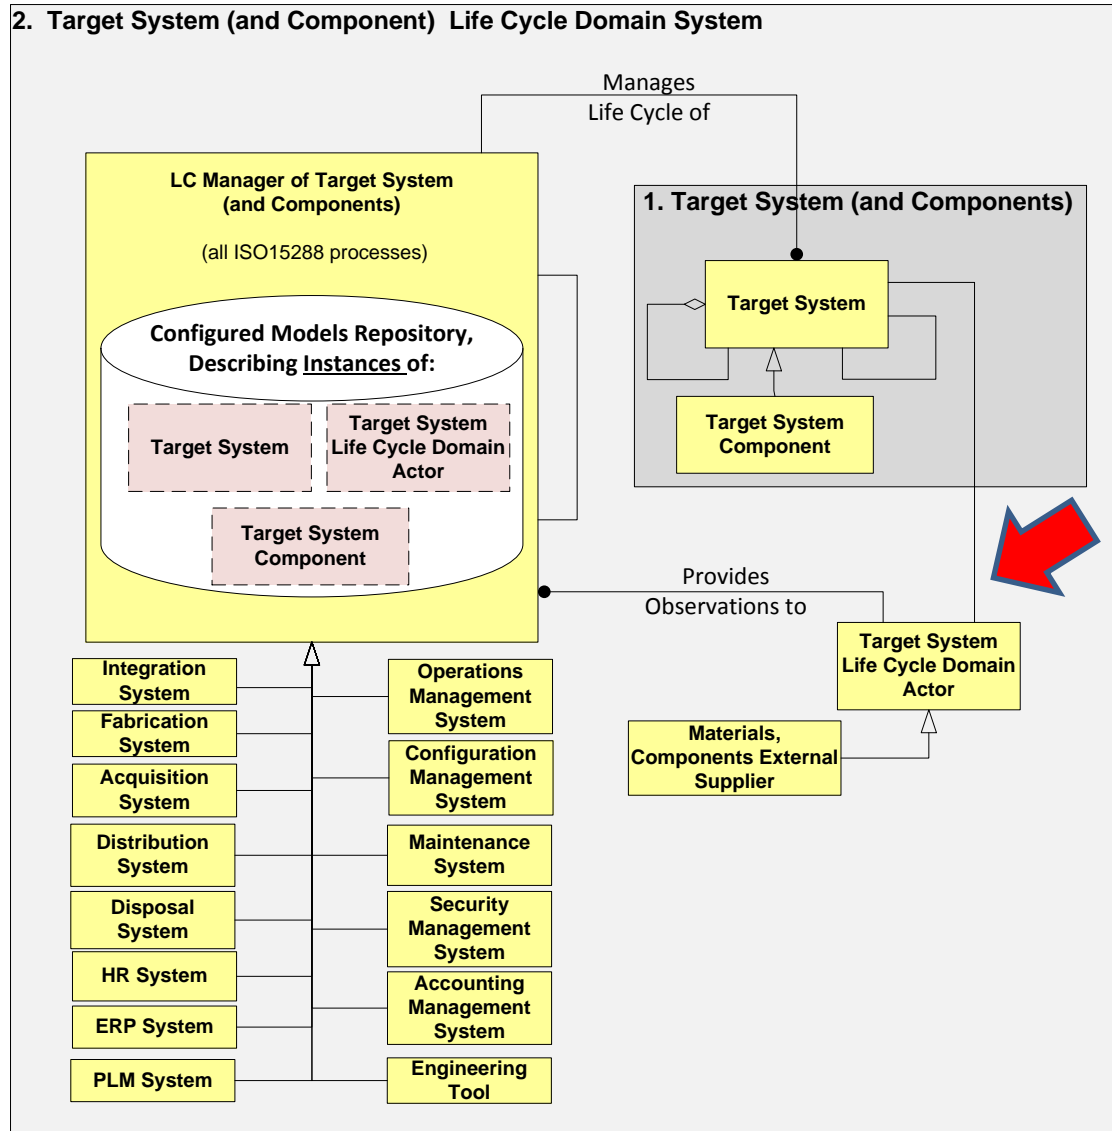 2.  Target System (and Component)  Life Cycle Domain System
Manages
Life Cycle of
LC Manager of Target System
(and Components)
(all ISO15288 processes)
Configured Models Repository,
Describing Instances of:
Target System
Target System
Life Cycle Domain
Actor
Target System
Component
1. Target System (and Components)
Target System
Target System
Component
Provides
Observations to
Target System
Life Cycle Domain
Actor
Materials,
Components External
Supplier
Integration
System
Fabrication
System
Acquisition
System
Distribution
System
Disposal
System
HR System
ERP System
PLM System
Operations
Management
System
Configuration
Management
System
Maintenance
System
Security
Management
System
Accounting
Management
System
Engineering
Tool